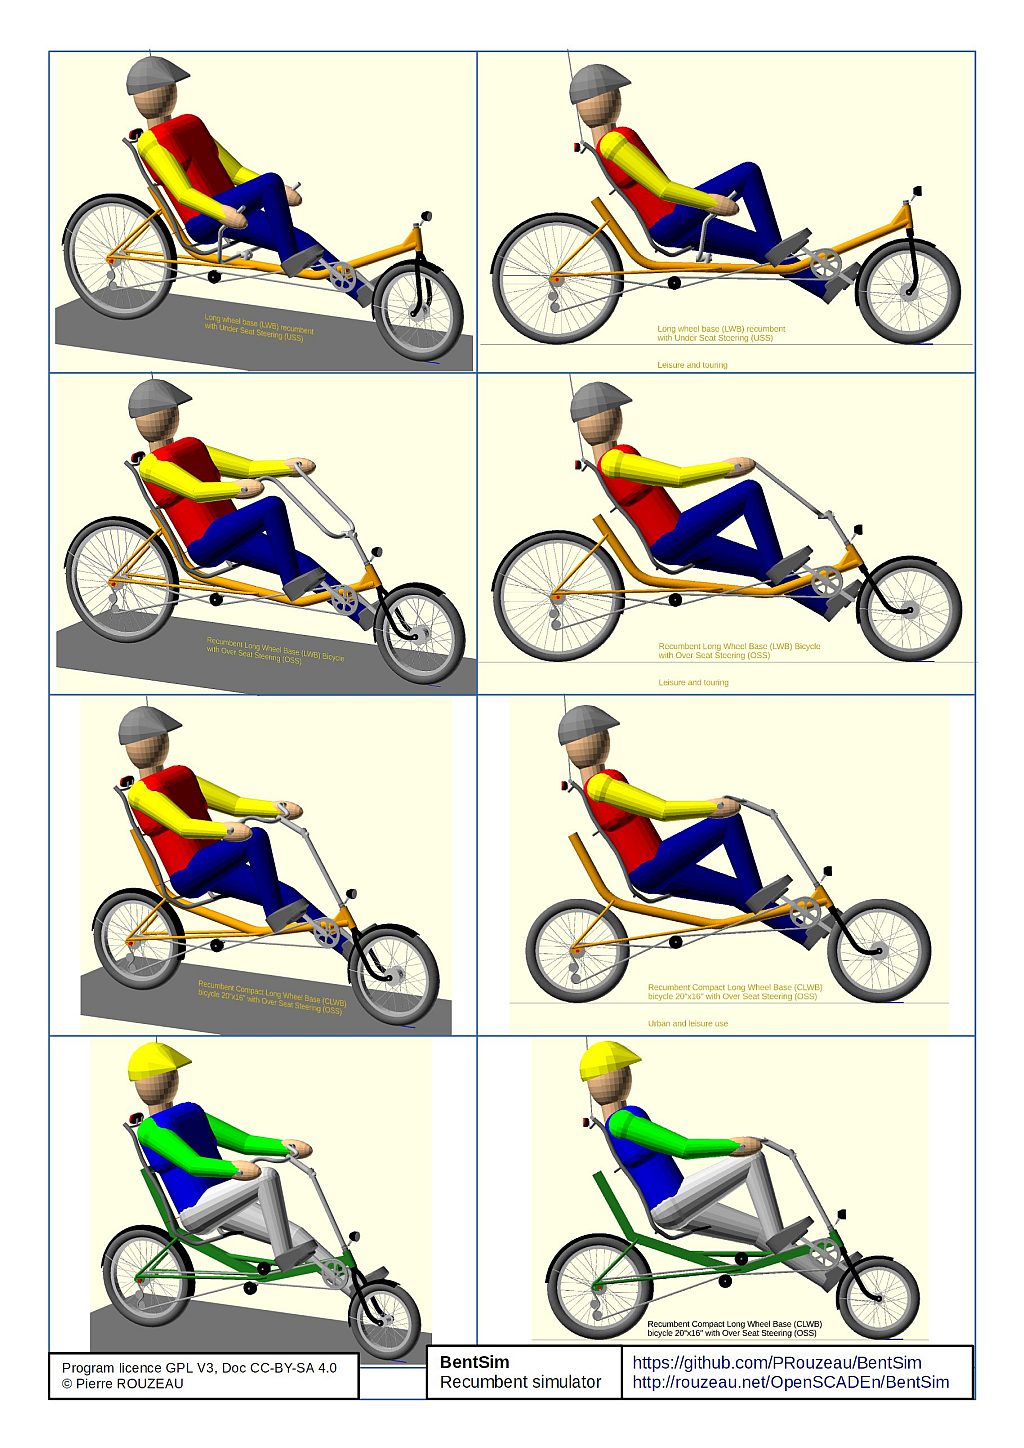 Long wheel base (LWB) recumbent
with Under Seat Steering (USS)
Long wheel base (LWB) recumbent
with Under Seat Steering (USS)
Leisure and touring
Recumbent Long Wheel Base (LWB) Bicycle
with Over Seat Steering (OSS)
Recumbent Long Wheel Base (LWB) Bicycle
with Over Seat Steering (OSS)
Leisure and touring
Recumbent Compact Long Wheel Base (CLWB)
bicycle 20"x16" with Over Seat Steering (OSS)
Recumbent Compact Long Wheel Base (CLWB)
bicycle 20"x16" with Over Seat Steering (OSS)
Urban and leisure use
Recumbent Compact Long Wheel Base (CLWB)
bicycle 20"x16" with Over Seat Steering (OSS)
Program licence GPL V3, Doc CC-BY-SA 4.0
© Pierre ROUZEAU
BentSim
Recumbent simulator
https://github.com/PRouzeau/BentSim
http://rouzeau.net/OpenSCADEn/BentSim